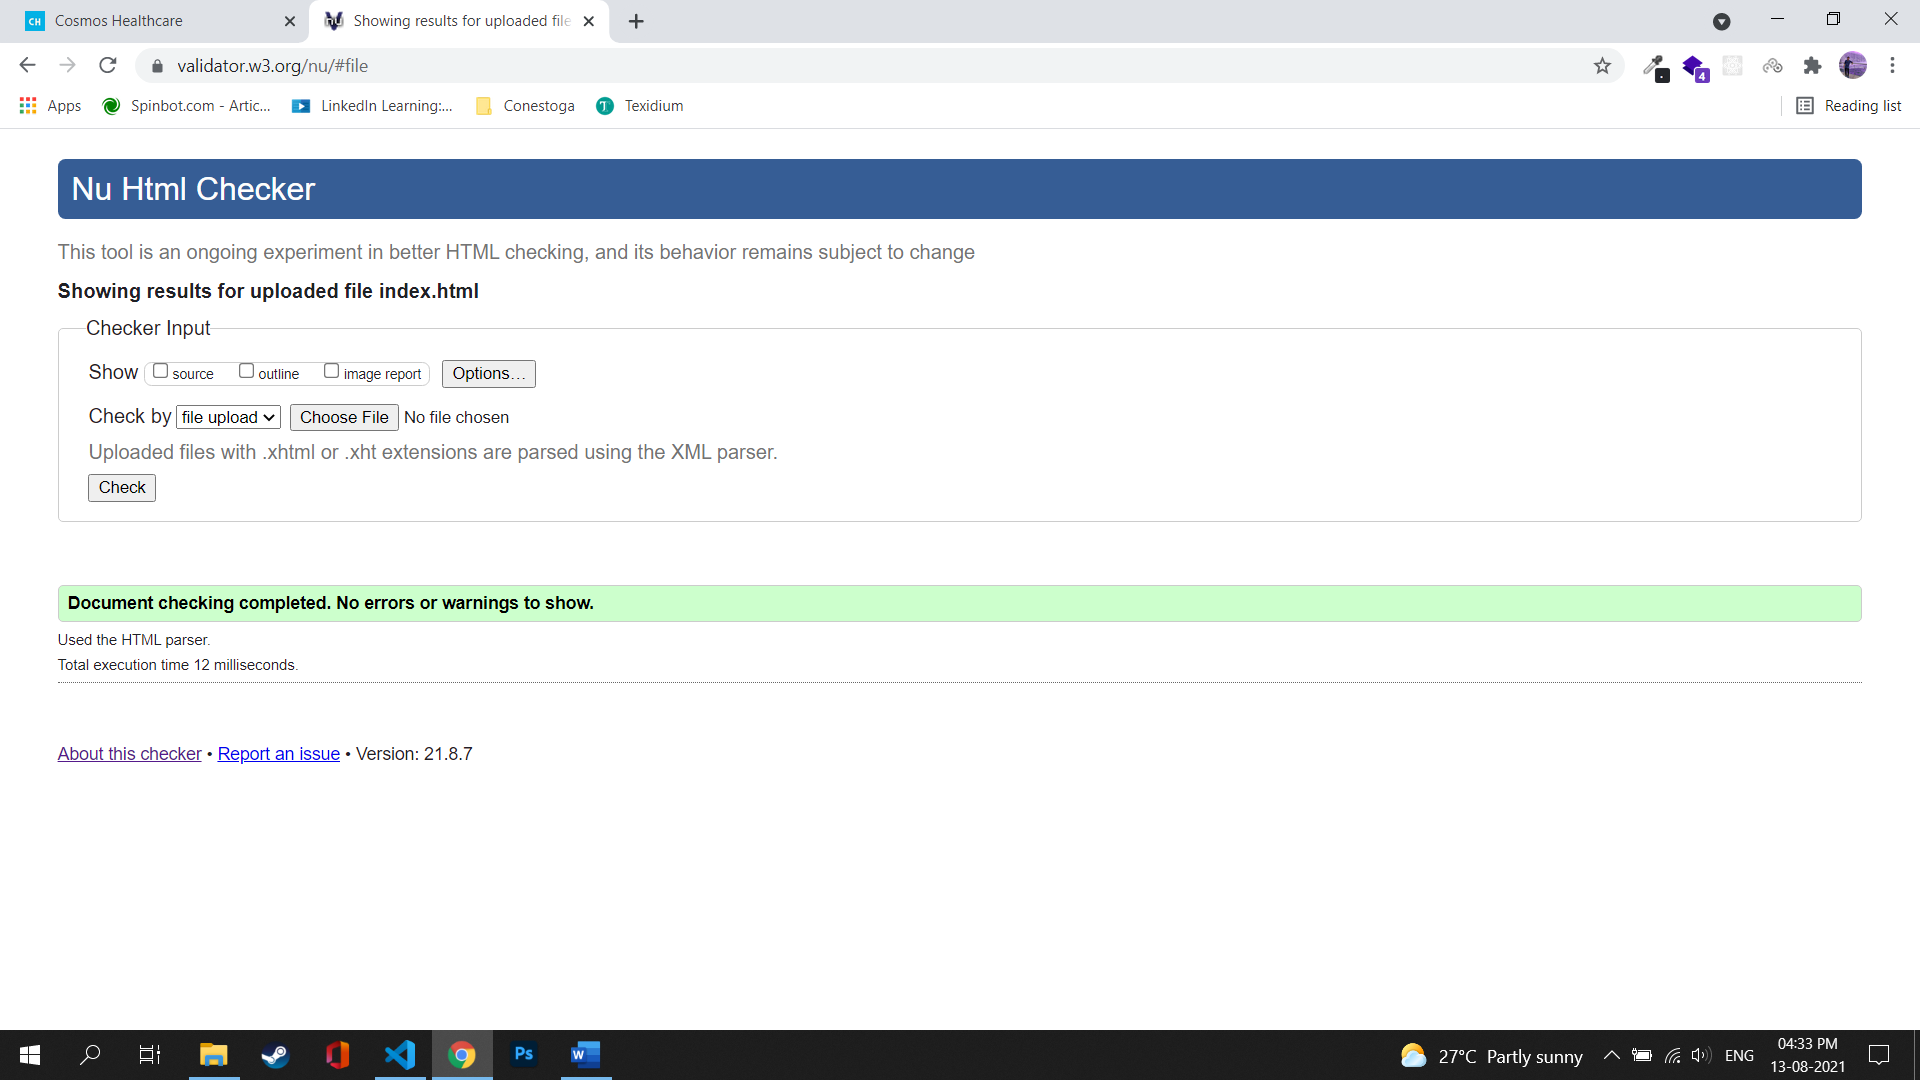 CH Cosmos Healthcare
nu Showing results for uploaded file
validator.w3.org/nu/#file
4
Apps Spinbot.com - Artic... LinkedIn Learning:... Conestoga T Texidium Reading list
Nu Html Checker
This tool is an ongoing experiment in better HTML checking, and its behavior remains subject to change
Showing results for uploaded file index.html
Checker Input
Show source outline image report Options...
Check by file upload Choose File No file chosen
Uploaded files with .xhtml or .xht extensions are parsed using the XML parser.
Check
Document checking completed. No errors or warnings to show.
Used the HTML parser.
Total execution time 12 milliseconds.
About this checker • Report an issue • Version: 21.8.7
Ps W 27°C Partly sunny ENG 04:33 PM
13-08-2021